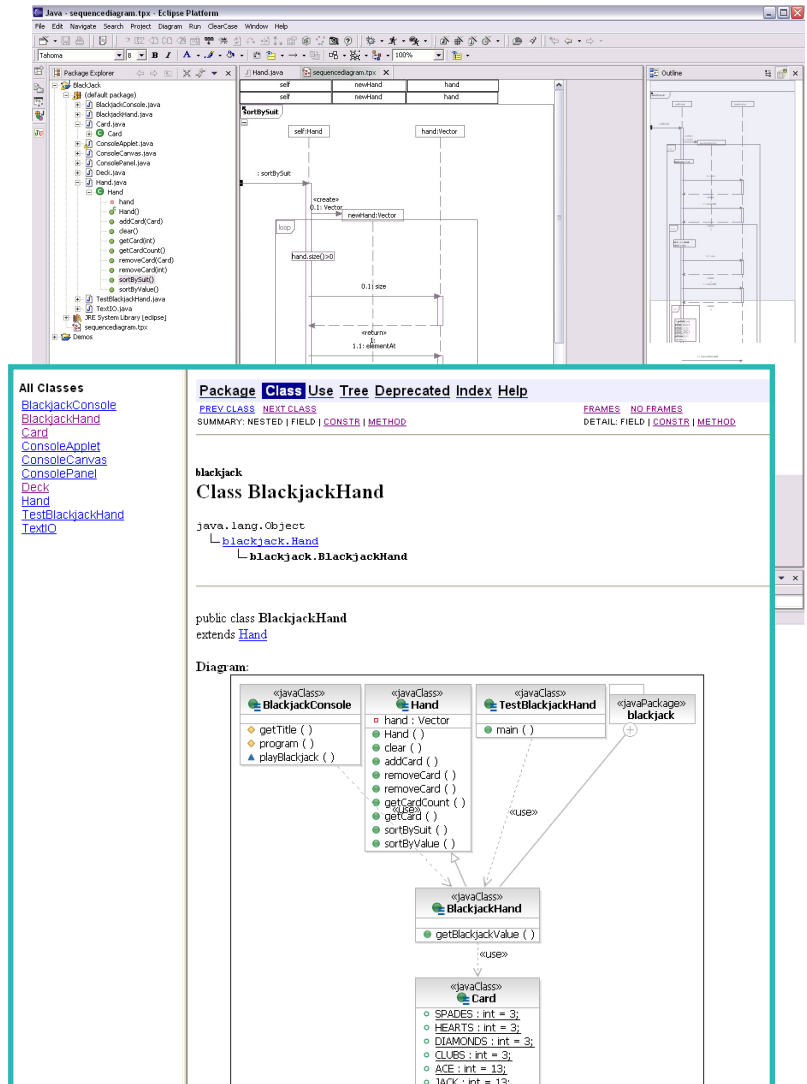 Java - sequencediagram.tpx - Eclipse Platform
File Edit Navigate Search Project Diagram Run ClearCase Window Help
Tahoma 8 B I A 100%
Package Explorer
BlackJack
(default package)
BlackjackConsole.java
BlackjackHand.java
Card.java
Card
ConsoleApplet.java
ConsoleCanvas.java
ConsolePanel.java
Deck.java
Hand.java
Hand
hand
Hand()
addCard(Card)
clear()
getCard(int)
getCardCount()
removeCard(Card)
removeCard(int)
sortBySuit()
sortByValue()
TestBlackjackHand.java
TextIO.java
JRE System Library [eclipse]
sequencediagram.tpx
Demos
Hand.java sequencediagram.tpx
self newHand hand
self newHand hand
sortBySuit
self:Hand hand:Vector
: sortBySuit
«create»
0.1: Vector
newHand:Vector
loop
hand.size()>0
0.1: size
«return»
1:
1.1: elementAt
Outline
All Classes
BlackjackConsole
BlackjackHand
Card
ConsoleApplet
ConsoleCanvas
ConsolePanel
Deck
Hand
TestBlackjackHand
TextIO
Package Class Use Tree Deprecated Index Help
PREV CLASS NEXT CLASS FRAMES NO FRAMES
SUMMARY: NESTED | FIELD | CONSTR | METHOD DETAIL: FIELD | CONSTR | METHOD
blackjack
Class BlackjackHand
java.lang.Object
blackjack.Hand
blackjack.BlackjackHand
public class BlackjackHand
extends Hand
Diagram:
«javaClass»
BlackjackConsole
getTitle ( )
program ( )
playBlackjack ( )
«javaClass»
Hand
hand : Vector
Hand ( )
clear ( )
addCard ( )
removeCard ( )
removeCard ( )
getCardCount ( )
«use»
getCard ( )
sortBySuit ( )
sortByValue ( )
«javaClass»
TestBlackjackHand
main ( )
«javaPackage»
blackjack
«use»
«javaClass»
BlackjackHand
getBlackjackValue ( )
«use»
«javaClass»
Card
SPADES : int = 3;
HEARTS : int = 3;
DIAMONDS : int = 3;
CLUBS : int = 3;
ACE : int = 13;
JACK : int = 13;